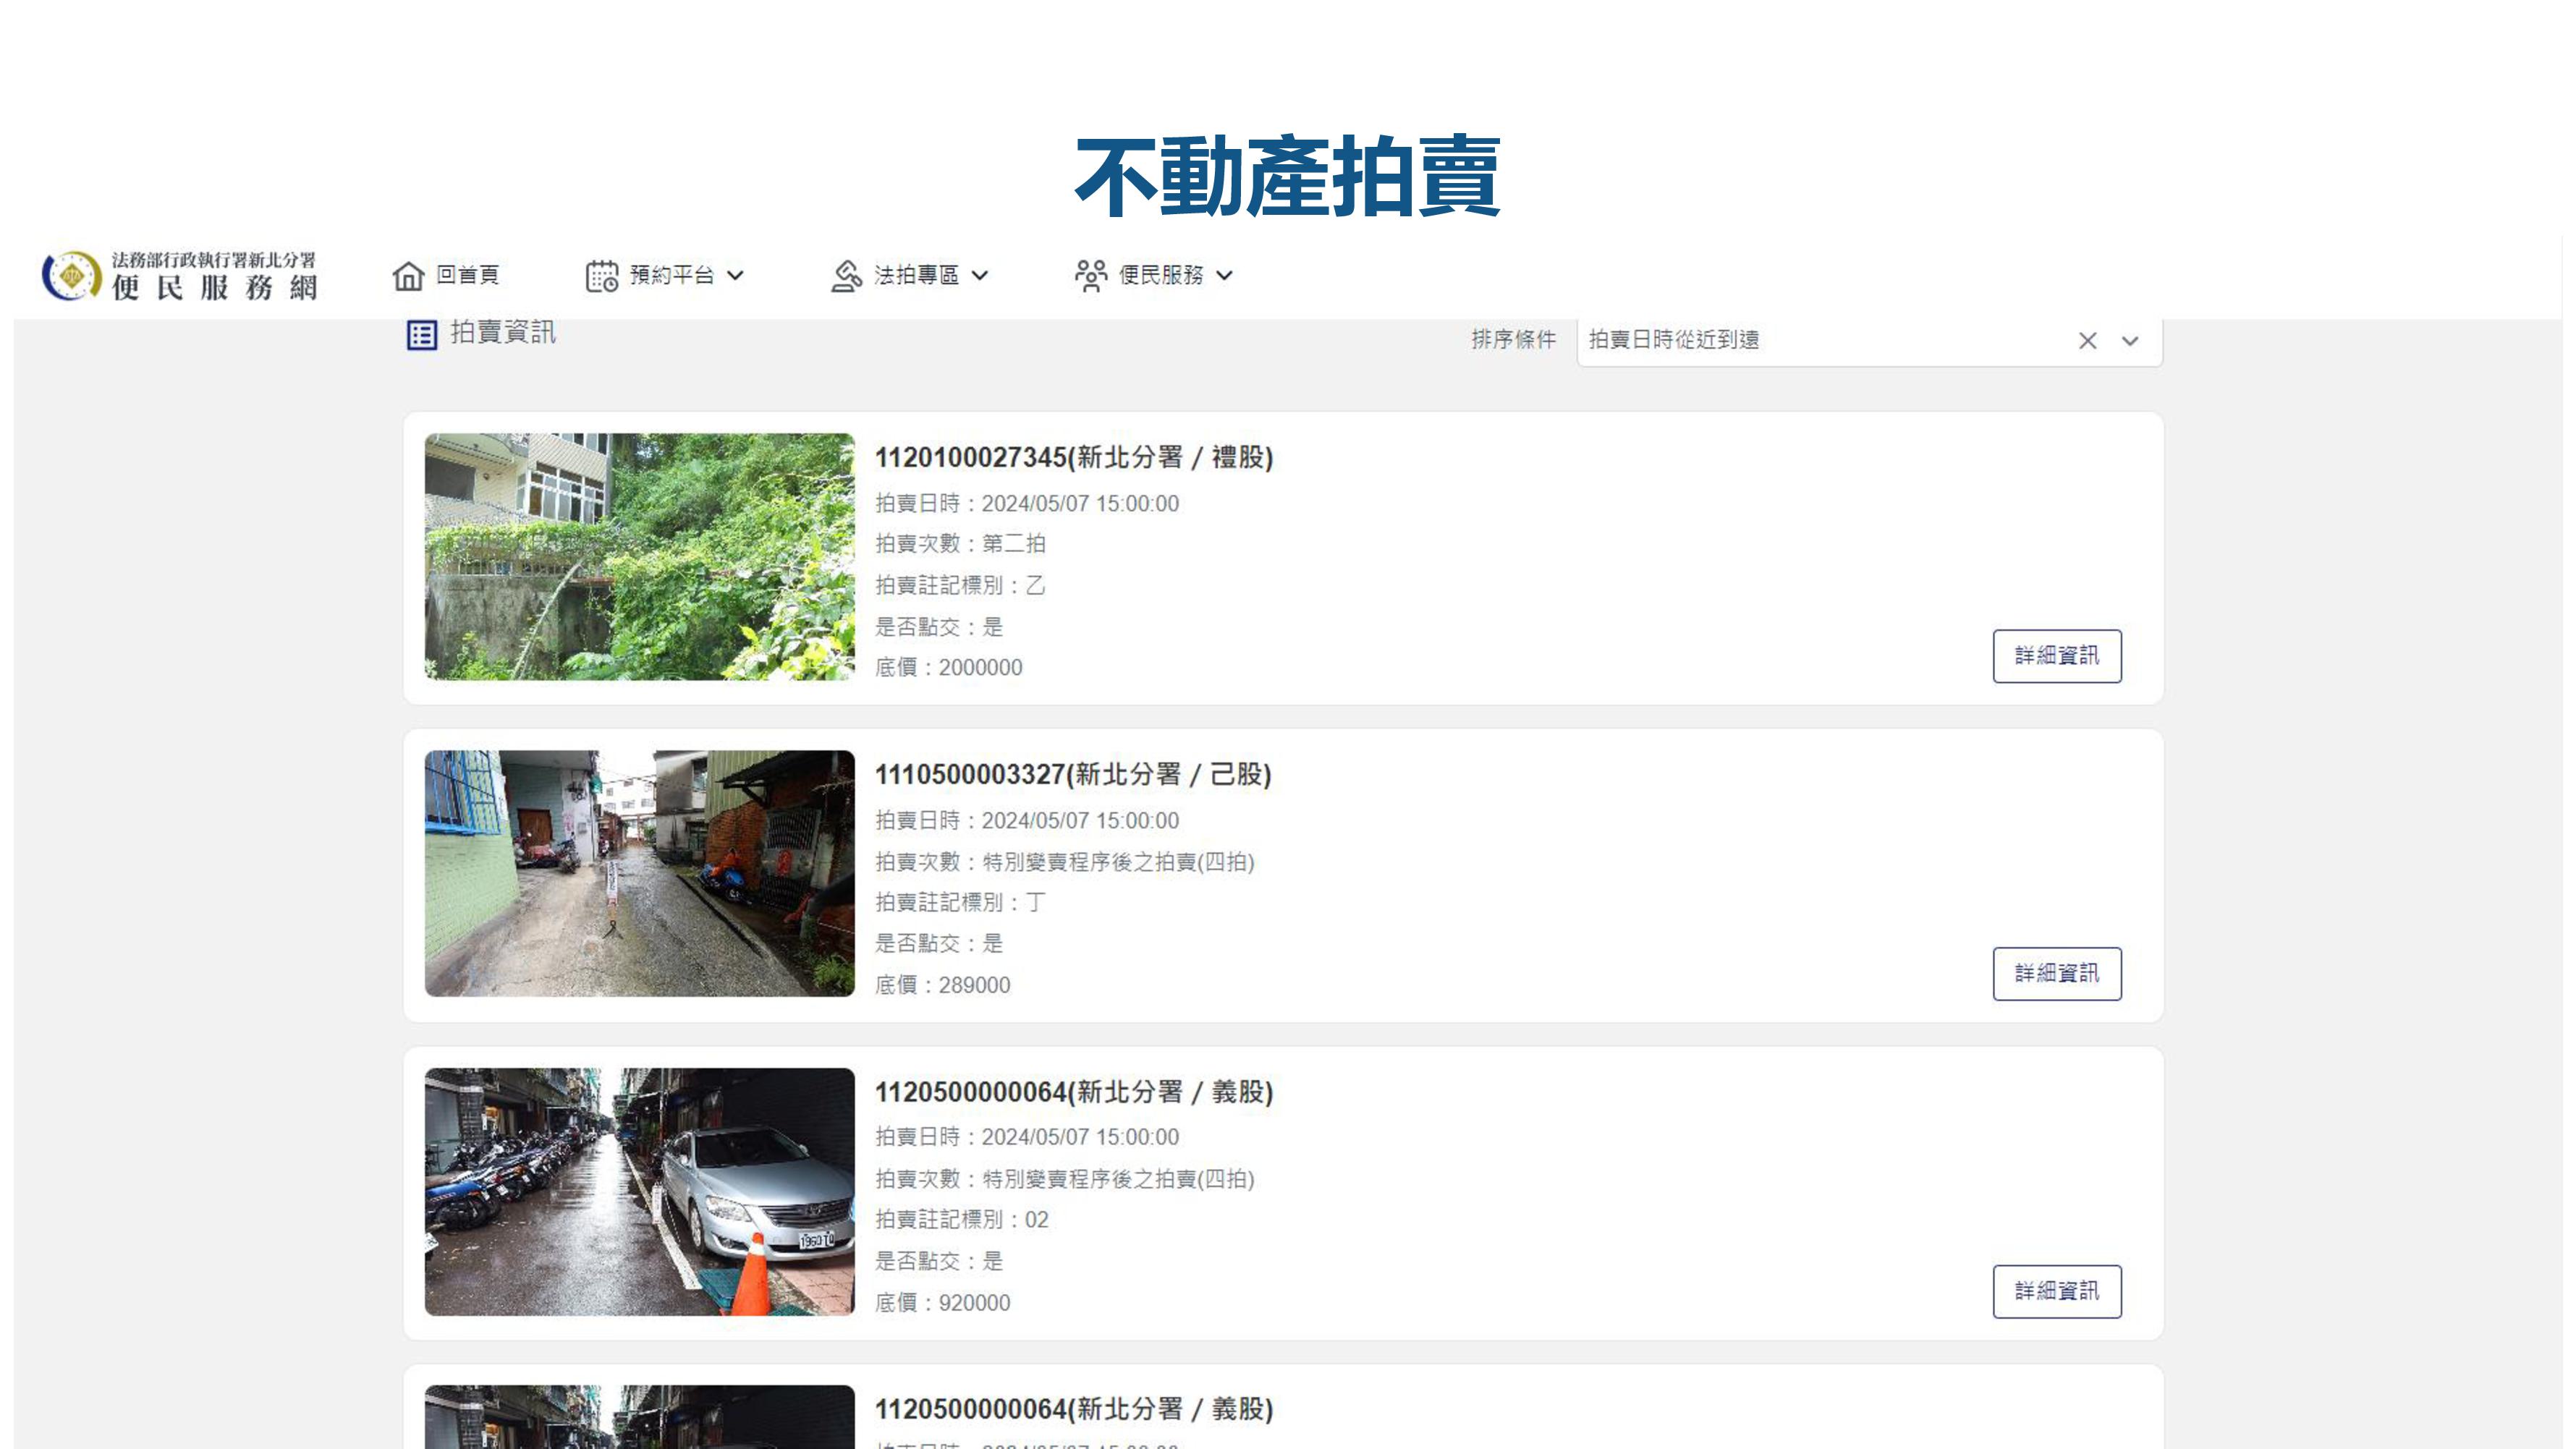 不動產拍賣
法務部行政執行署新北分署
便民服務網
回首頁
預約平台
法拍專區
便民服務
拍賣資訊
排序條件
拍賣日時從近到遠
1120100027345(新北分署 / 禮股)
拍賣日時：2024/05/07 15:00:00
拍賣次數：第二拍
拍賣註記標別：乙
是否點交：是
底價：2000000
詳細資訊
1110500003327(新北分署 / 己股)
拍賣日時：2024/05/07 15:00:00
拍賣次數：特別變賣程序後之拍賣(四拍)
拍賣註記標別：丁
是否點交：是
底價：289000
詳細資訊
1120500000064(新北分署 / 義股)
拍賣日時：2024/05/07 15:00:00
拍賣次數：特別變賣程序後之拍賣(四拍)
拍賣註記標別：02
是否點交：是
底價：920000
詳細資訊
1120500000064(新北分署 / 義股)